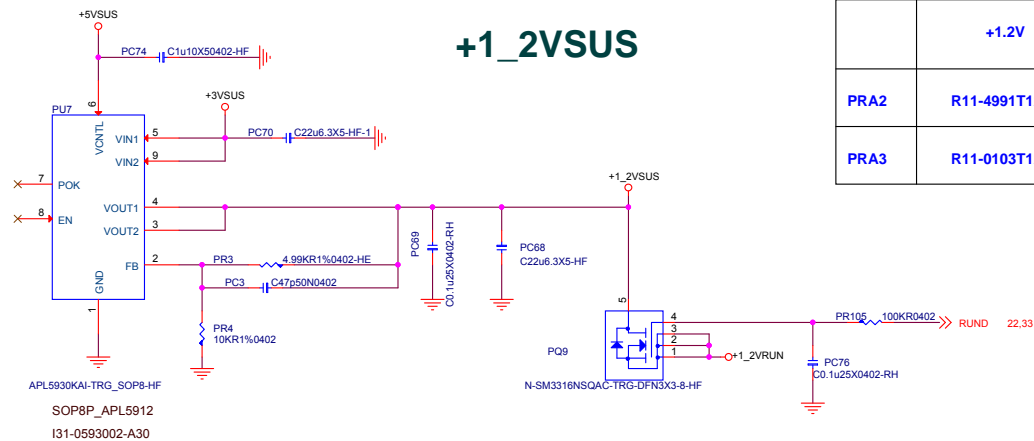 +5VSUS
+1_2VSUS
+1.2V
PC74
C1u10X50402-HF
PRA2
R11-4991T1
PRA3
R11-0103T1
+3VSUS
PU7
6
VCNTL
VIN1
5
PC70
C22u6.3X5-HF-1
VIN2
9
7
POK
8
EN
VOUT1
4
VOUT2
3
+1_2VSUS
FB
2
PR3
4.99KR1%0402-HE
PC3
C47p50N0402
PC69
C0.1u25X0402-RH
PC68
C22u6.3X5-HF
GND
1
PR4
10KR1%0402
5
4
3
2
1
PR105
100KR0402
RUND
22,33
PQ9
+1_2VRUN
PC76
C0.1u25X0402-RH
N-SM3316NSQAC-TRG-DFN3X3-8-HF
APL5930KAI-TRG_SOP8-HF
SOP8P_APL5912
I31-0593002-A30